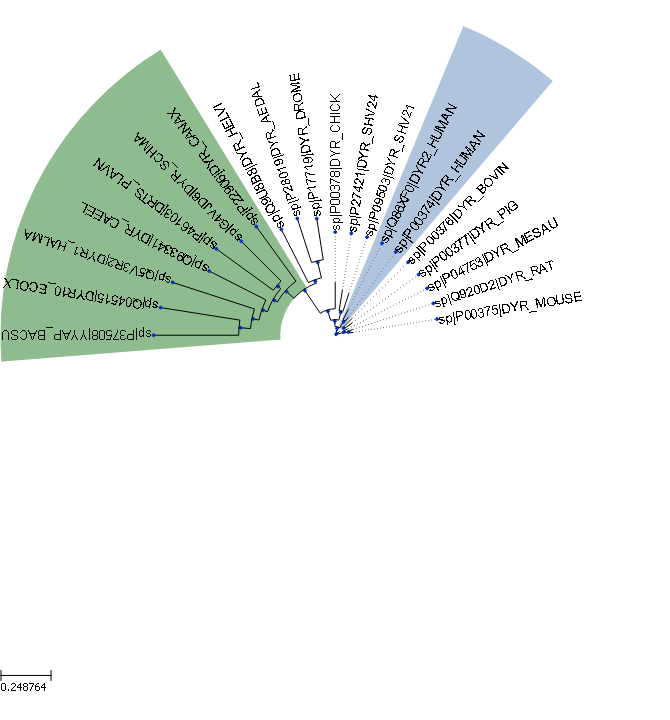 sp|P37508|YYAP_BACSU
sp|Q04515|DYR10_ECOLX
sp|Q5V3R2|DYR1_HALMA
sp|Q93341|DYR_CAEEL
sp|P46103|DRTS_PLAVN
sp|G4VJD6|DYR_SCHMA
sp|P22906|DYR_CANAX
sp|Q9U8B8|DYR_HELVI
sp|P28019|DYR_AEDAL
sp|P17719|DYR_DROME
sp|P00378|DYR_CHICK
sp|P27421|DYR_SHV24
sp|P09503|DYR_SHV21
sp|Q86XF0|DYR2_HUMAN
sp|P00374|DYR_HUMAN
sp|P00376|DYR_BOVIN
sp|P00377|DYR_PIG
sp|P04753|DYR_MESAU
sp|Q920D2|DYR_RAT
sp|P00375|DYR_MOUSE
0.248764